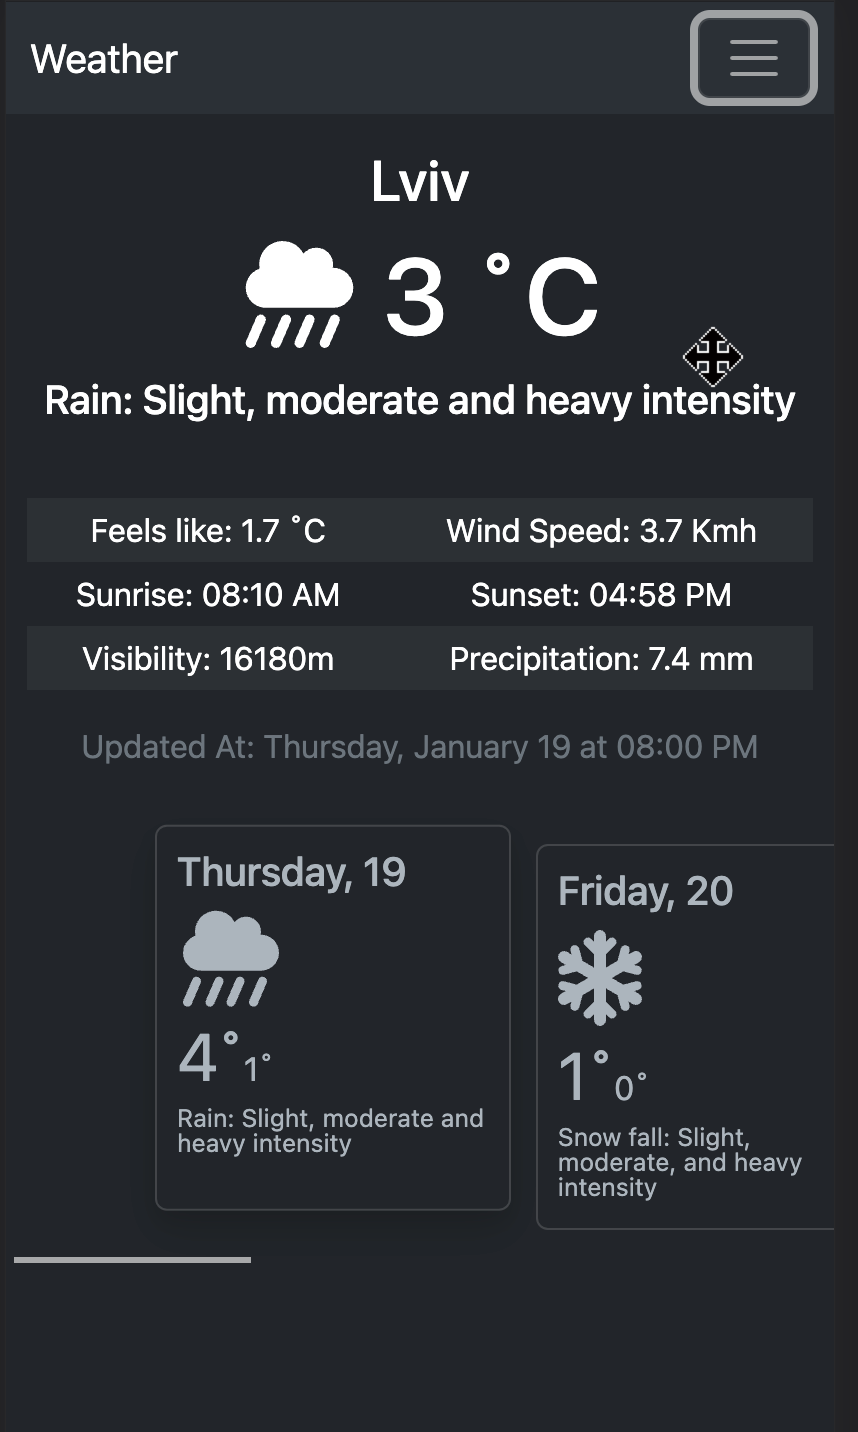 Weather
Lviv
3 ˚C
Rain: Slight, moderate and heavy intensity
Feels like: 1.7 ˚C Wind Speed: 3.7 Kmh
Sunrise: 08:10 AM Sunset: 04:58 PM
Visibility: 16180m Precipitation: 7.4 mm
Updated At: Thursday, January 19 at 08:00 PM
Thursday, 19
4˚ 1˚
Rain: Slight, moderate and
heavy intensity
Friday, 20
1˚ 0˚
Snow fall: Slight,
moderate, and heavy
intensity